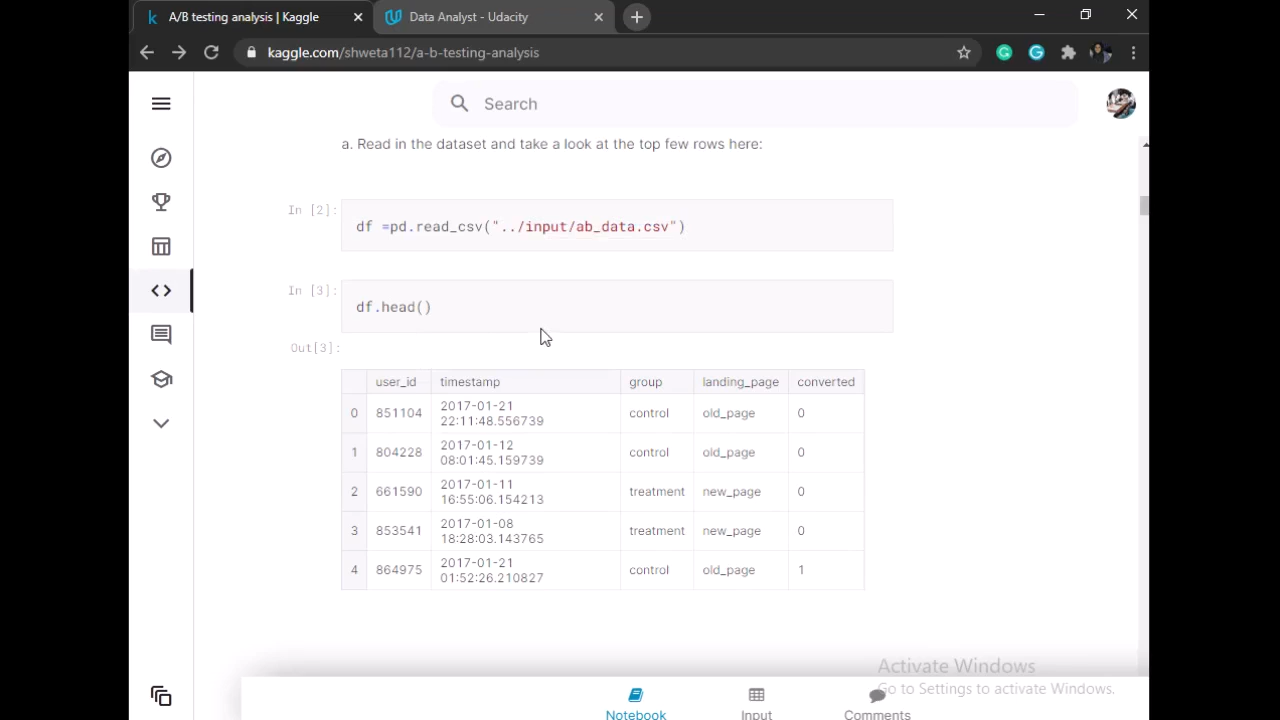 A/B testing analysis | Kaggle
Data Analyst - Udacity
kaggle.com/shweta112/a-b-testing-analysis
Search
a. Read in the dataset and take a look at the top few rows here:
In [2]:
df =pd.read_csv("../input/ab_data.csv")
In [3]:
df.head()
Out[3]:
user_id timestamp group landing_page converted
0 851104 2017-01-21 22:11:48.556739 control old_page 0
1 804228 2017-01-12 08:01:45.159739 control old_page 0
2 661590 2017-01-11 16:55:06.154213 treatment new_page 0
3 853541 2017-01-08 18:28:03.143765 treatment new_page 0
4 864975 2017-01-21 01:52:26.210827 control old_page 1
Activate Windows
Go to Settings to activate Windows.
Notebook Input Comments